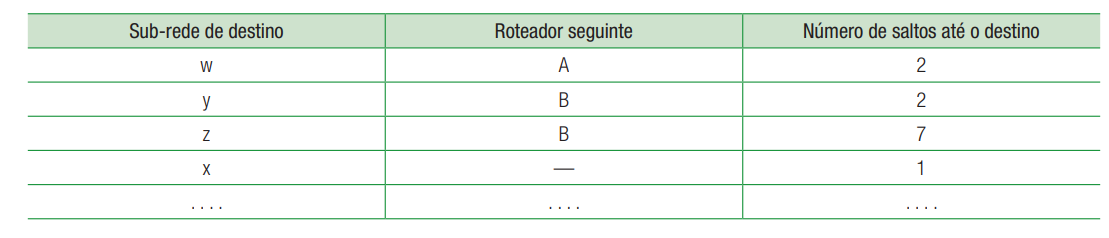 Sub-rede de destino Roteador seguinte Número de saltos até o destino
w A 2
y B 2
z B 7
x — 1
. . . . . . . . . . . .